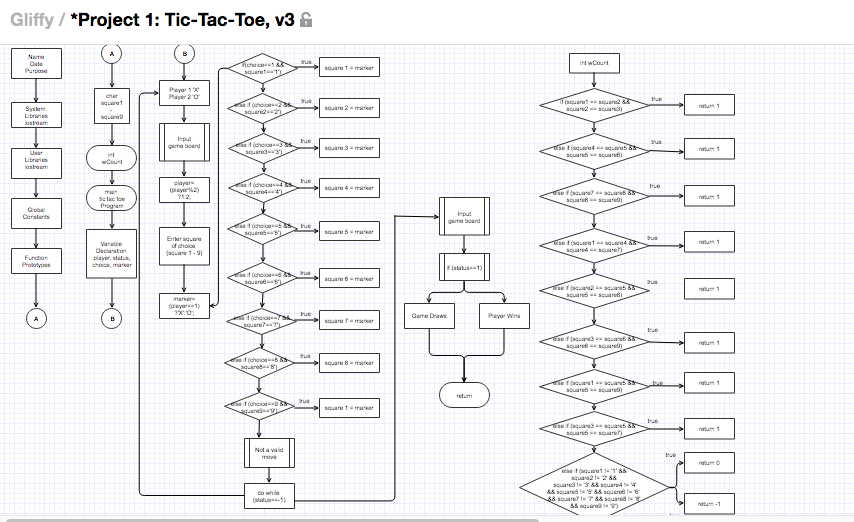 Gliffy / *Project 1: Tic-Tac-Toe, v3
Name
Date
Purpose
System
Libraries
iostream
User
Libraries
iostream
Global
Constants
Function
Prototypes
A
A
char
square1
-
square9
int
wCount
main
tic tac toe
Program
Variable
Declaration
player, status,
choice, marker
B
B
Player 1 'X'
Player 2 'O'
Input
game board
player=
(player%2)
?1:2;
Enter square
of choice
(square 1 - 9)
marker=
(player==1)
?'X':'O';
if(choice==1 &&
square1=='1')
true
square 1 = marker
else if (choice==2 &&
square2=='2')
true
square 2 = marker
else if (choice==3 &&
square3=='3')
true
square 3 = marker
else if (choice==4 &&
square4=='4')
true
square 4 = marker
else if (choice==5 &&
square5=='5')
true
square 5 = marker
else if (choice==6 &&
square6=='6')
true
square 6 = marker
else if (choice==7 &&
square7=='7')
true
square 7 = marker
else if (choice==8 &&
square8=='8')
true
square 8 = marker
else if (choice==9 &&
square9=='9')
true
square 1 = marker
Not a valid
move
do while
(status==-1)
Input
game board
if (status==1)
Game Draws
Player Wins
return
int wCount
if (square1 == square2 &&
square2 == square3)
true
return 1
else if (square4 == square5 &&
square5 == square6)
true
return 1
else if (square7 == square8 &&
square8 == square9)
true
return 1
else if (square1 == square4 &&
square4 == square7)
true
return 1
else if (square2 == square5 &&
square5 == square8)
true
return 1
else if (square3 == square6 &&
square6 == square9)
true
return 1
else if (square1 == square5 &&
square5 == square9)
true
return 1
else if (square3 == square5 &&
square5 == square7)
true
return 1
else if (square1 != '1' &&
square2 != '2' &&
square3 != '3' && square4 != '4'
&& square5 != '5' && square6 != '6'
&& square7 != '7' && square8 != '8'
&& square9 != '9')
true
return 0
return -1